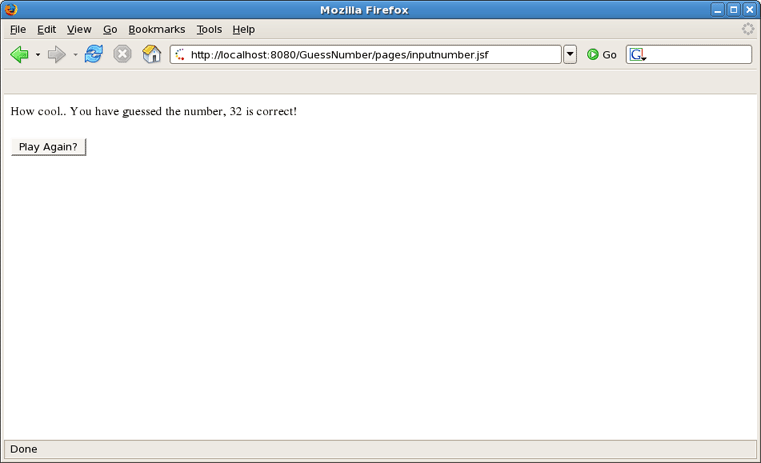 Mozilla Firefox
File Edit View Go Bookmarks Tools Help
http://localhost:8080/GuessNumber/pages/inputnumber.jsf Go G
How cool.. You have guessed the number, 32 is correct!
Play Again?
Done